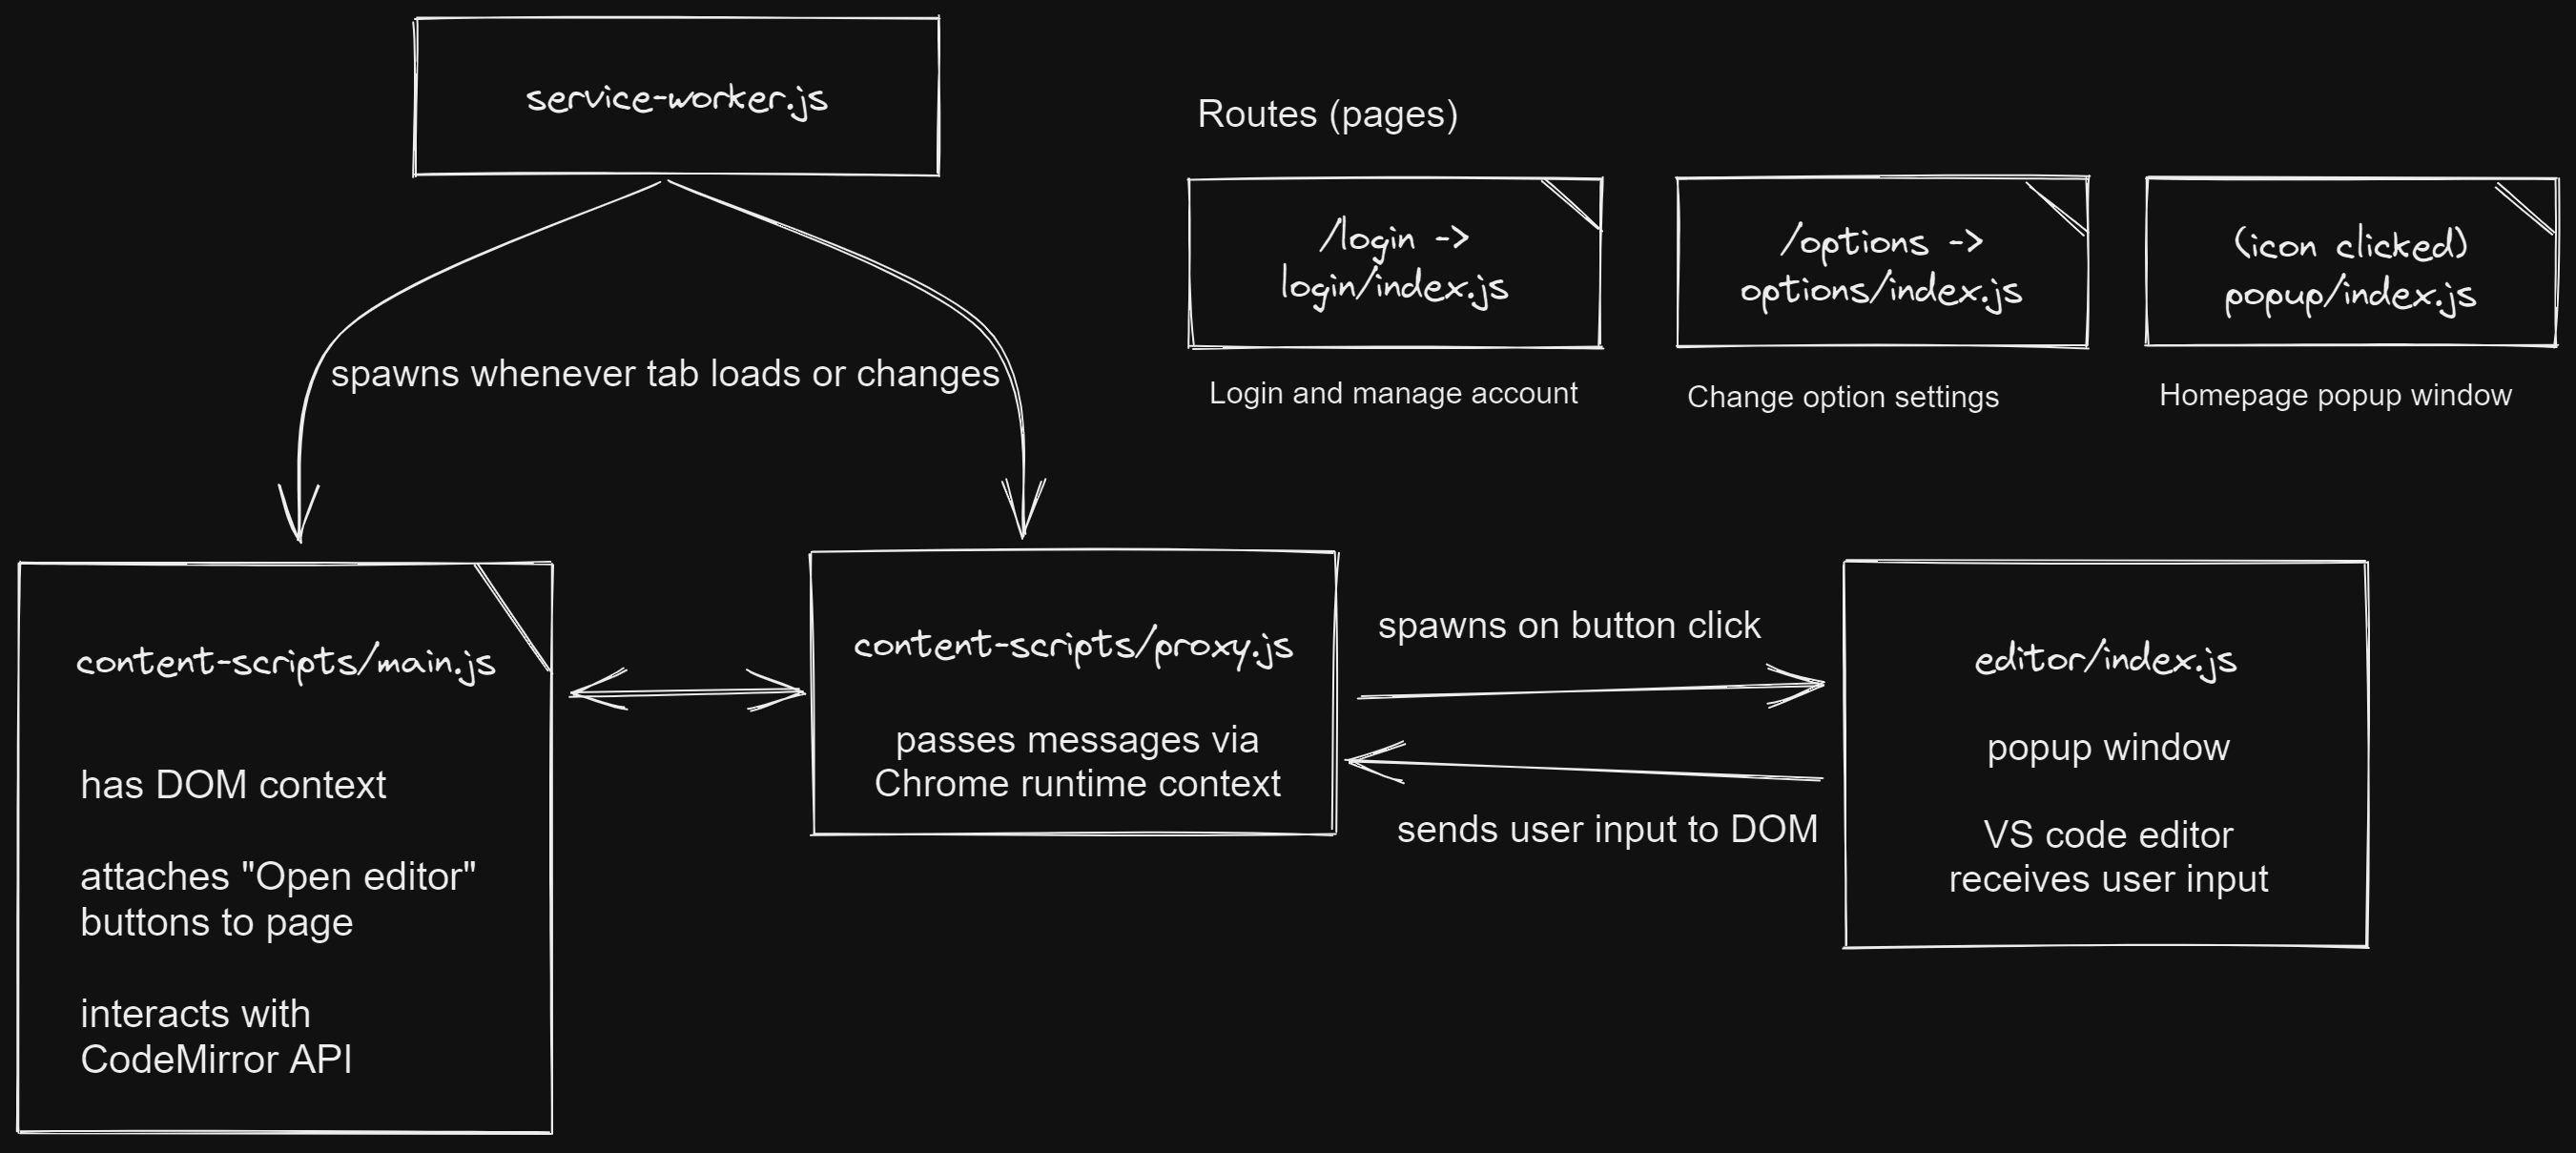 service-worker.js
Routes (pages)
/login ->
login/index.js
/options ->
options/index.js
(icon clicked)
popup/index.js
Login and manage account
Change option settings
Homepage popup window
spawns whenever tab loads or changes
content-scripts/main.js
has DOM context
attaches "Open editor"
buttons to page
interacts with
CodeMirror API
content-scripts/proxy.js
passes messages via
Chrome runtime context
spawns on button click
sends user input to DOM
editor/index.js
popup window
VS code editor
receives user input